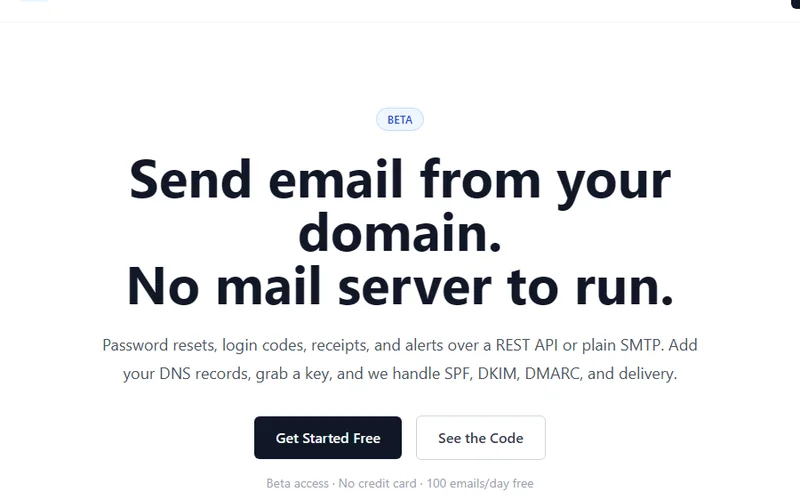 BETA
Send email from your
domain.
No mail server to run.
Password resets, login codes, receipts, and alerts over a REST API or plain SMTP. Add
your DNS records, grab a key, and we handle SPF, DKIM, DMARC, and delivery.
Get Started Free
See the Code
Beta access · No credit card · 100 emails/day free